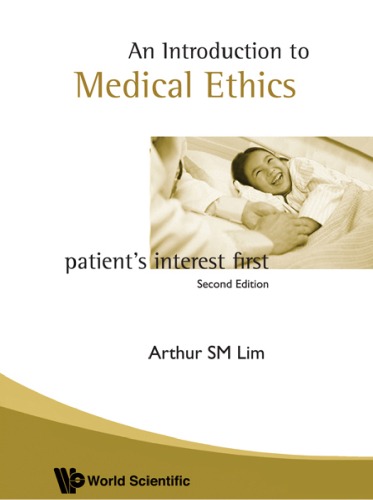 An Introduction to
Medical Ethics
patient's interest first
Second Edition
Arthur SM Lim
World Scientific